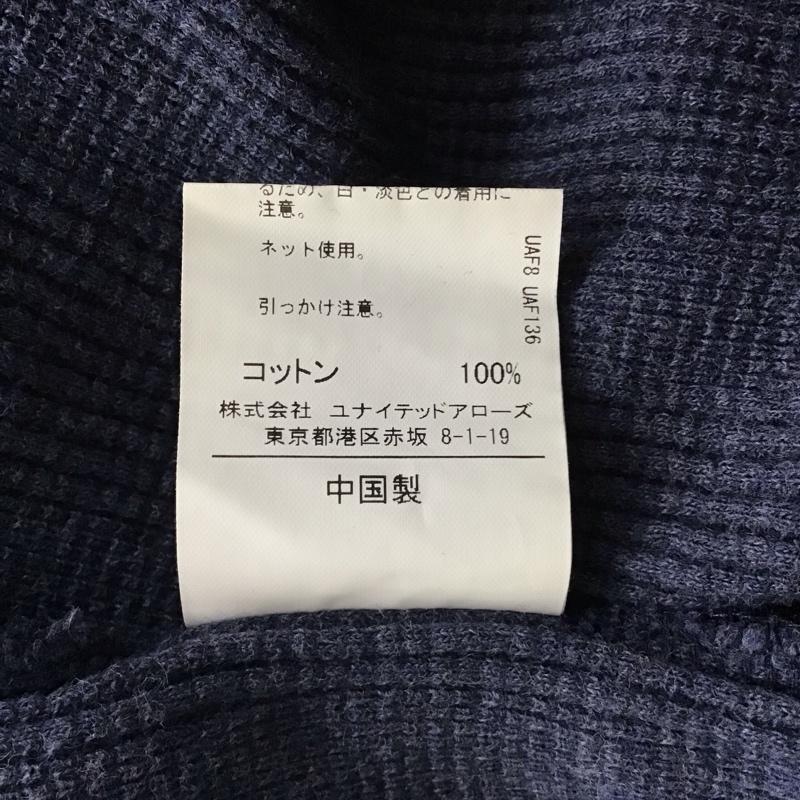 るため、白・淡色との着用に
注意。
ネット使用。
引っかけ注意。
UAF8 UAF136
コットン 100%
株式会社 ユナイテッドアローズ
東京都港区赤坂 8-1-19
中国製